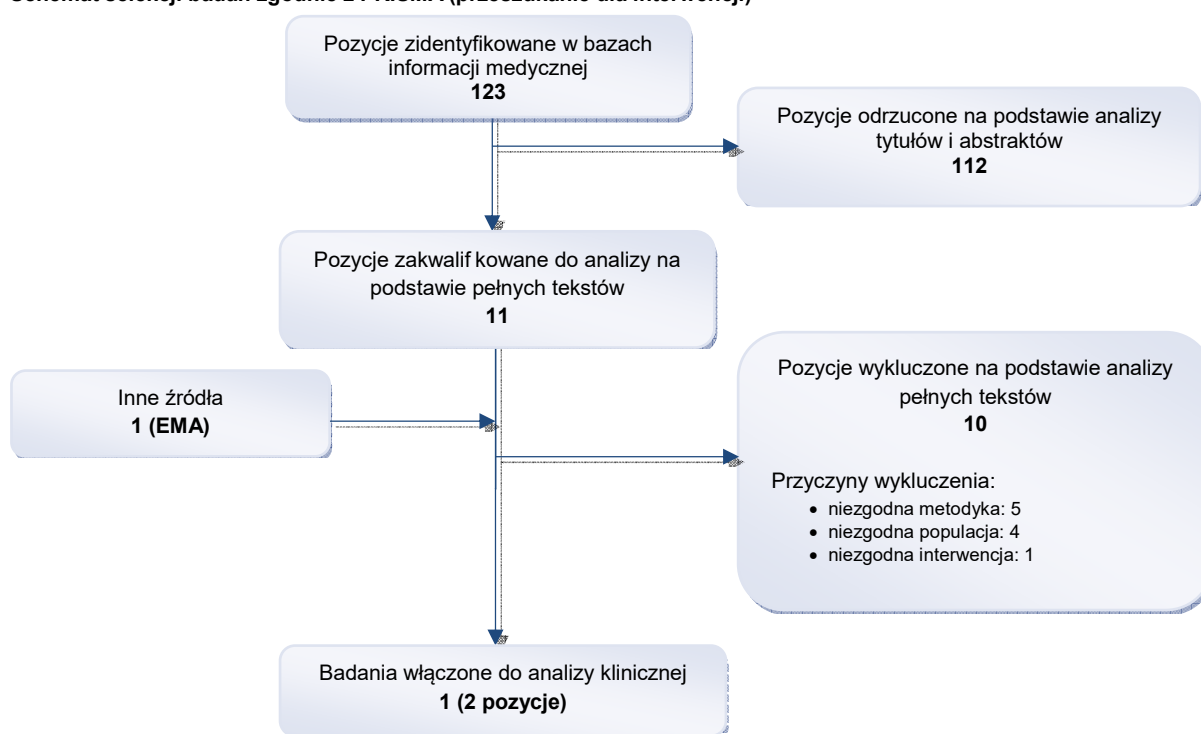 Pozycje zidentyfikowane w bazach
informacji medycznej
123
Pozycje odrzucone na podstawie analizy
tytułów i abstraktów
112
Pozycje zakwalif kowane do analizy na
podstawie pełnych tekstów
11
Inne źródła
1 (EMA)
Pozycje wykluczone na podstawie analizy
pełnych tekstów
10
Przyczyny wykluczenia:
• niezgodna metodyka: 5
• niezgodna populacja: 4
• niezgodna interwencja: 1
Badania włączone do analizy klinicznej
1 (2 pozycje)